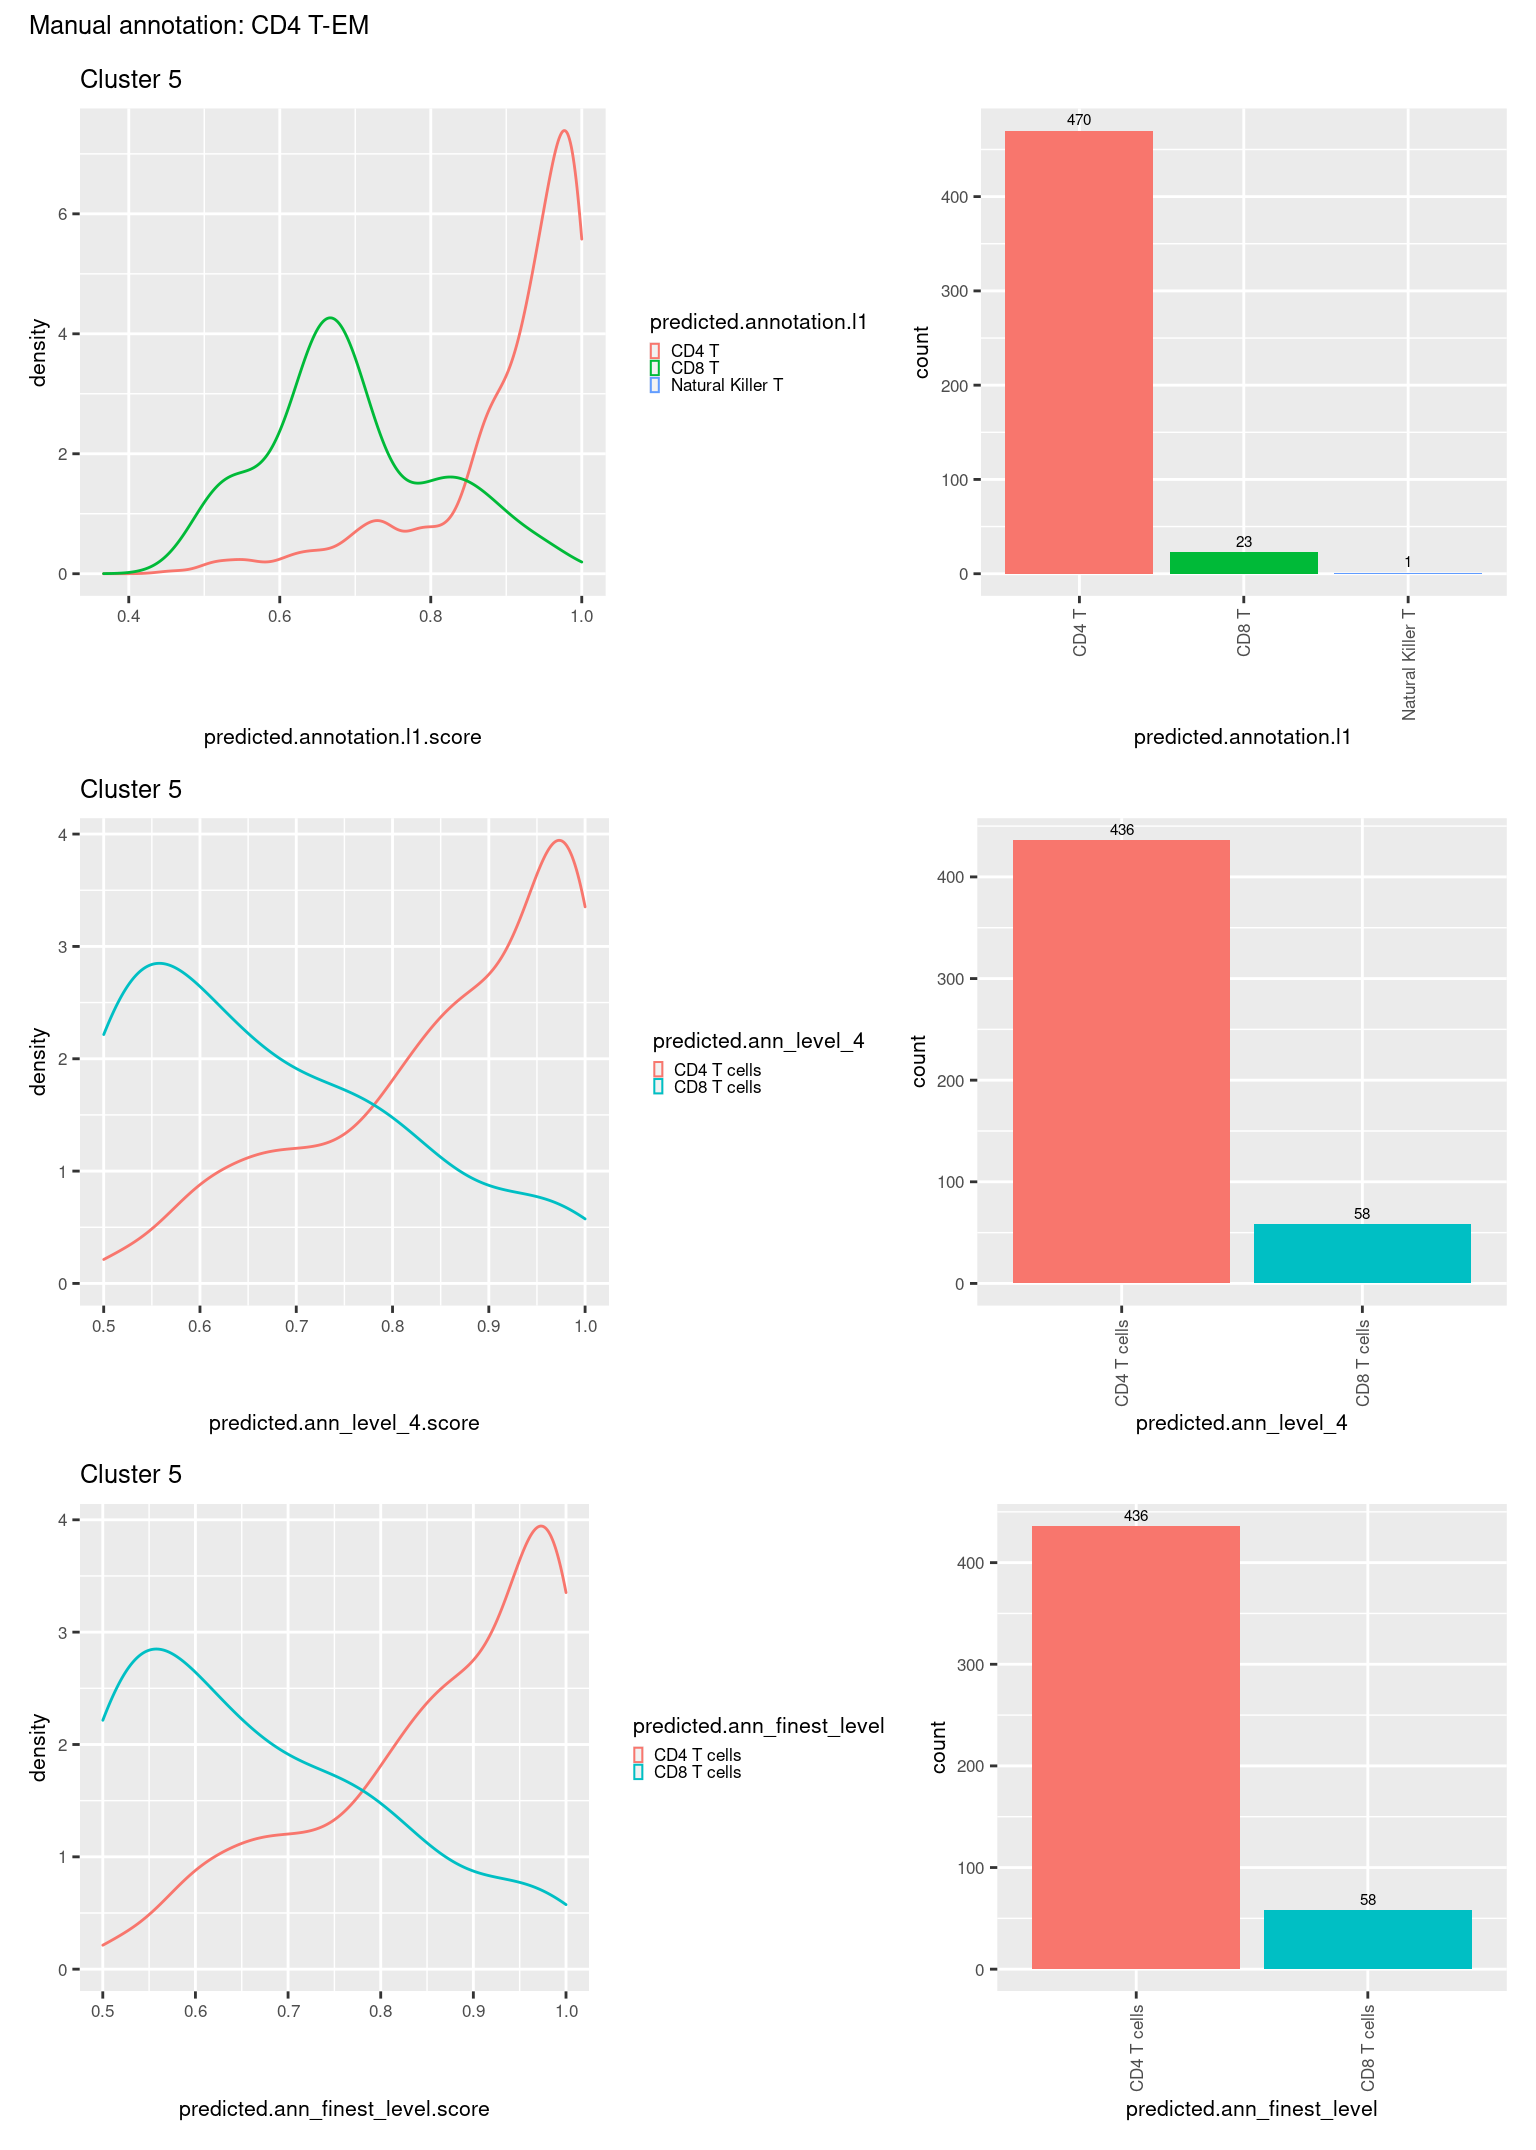 Manual annotation: CD4 T-EM
Cluster 5
density
6
4
2
0
0.4 0.6 0.8 1.0
predicted.annotation.l1.score
predicted.annotation.l1
CD4 T
CD8 T
Natural Killer T
count
400
300
200
100
0
470
23
1
CD4 T
CD8 T
Natural Killer T
predicted.annotation.l1
Cluster 5
density
4
3
2
1
0
0.5 0.6 0.7 0.8 0.9 1.0
predicted.ann_level_4.score
predicted.ann_level_4
CD4 T cells
CD8 T cells
count
400
300
200
100
0
436
58
CD4 T cells
CD8 T cells
predicted.ann_level_4
Cluster 5
density
4
3
2
1
0
0.5 0.6 0.7 0.8 0.9 1.0
predicted.ann_finest_level.score
predicted.ann_finest_level
CD4 T cells
CD8 T cells
count
400
300
200
100
0
436
58
CD4 T cells
CD8 T cells
predicted.ann_finest_level